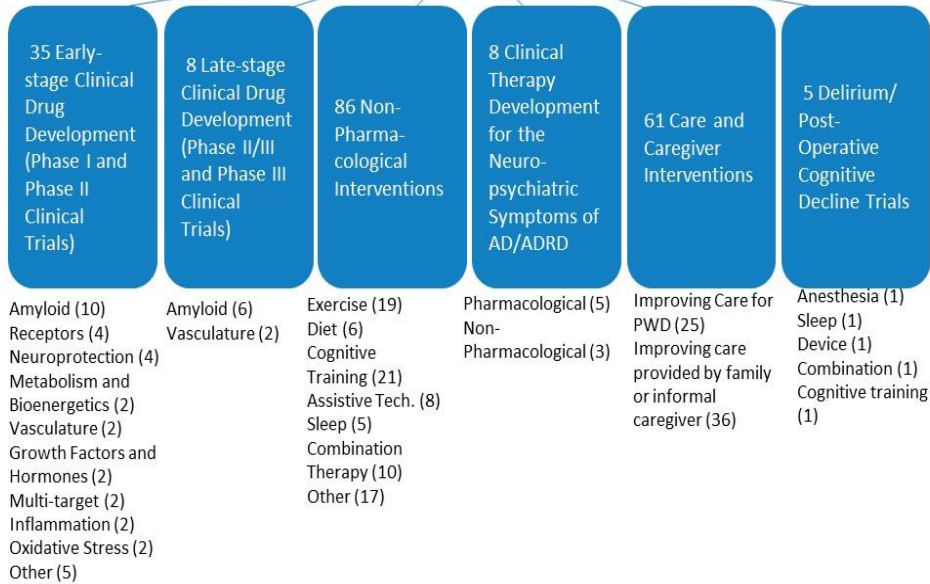 35 Early-
stage Clinical
Drug
Development
(Phase I and
Phase II
Clinical
Trials)
Amyloid (10)
Receptors (4)
Neuroprotection (4)
Metabolism and
Bioenergetics (2)
Vasculature (2)
Growth Factors and
Hormones (2)
Multi-target (2)
Inflammation (2)
Oxidative Stress (2)
Other (5)
8 Late-stage
Clinical Drug
Development
(Phase II/III
and Phase III
Clinical
Trials)
Amyloid (6)
Vasculature (2)
86 Non-
Pharma-
cological
Interventions
Exercise (19)
Diet (6)
Cognitive
Training (21)
Assistive Tech. (8)
Sleep (5)
Combination
Therapy (10)
Other (17)
8 Clinical
Therapy
Development
for the
Neuro-
psychiatric
Symptoms of
AD/ADRD
Pharmacological (5)
Non-
Pharmacological (3)
61 Care and
Caregiver
Interventions
Improving Care for
PWD (25)
Improving care
provided by family
or informal
caregiver (36)
5 Delirium/
Post-
Operative
Cognitive
Decline Trials
Anesthesia (1)
Sleep (1)
Device (1)
Combination (1)
Cognitive training
(1)